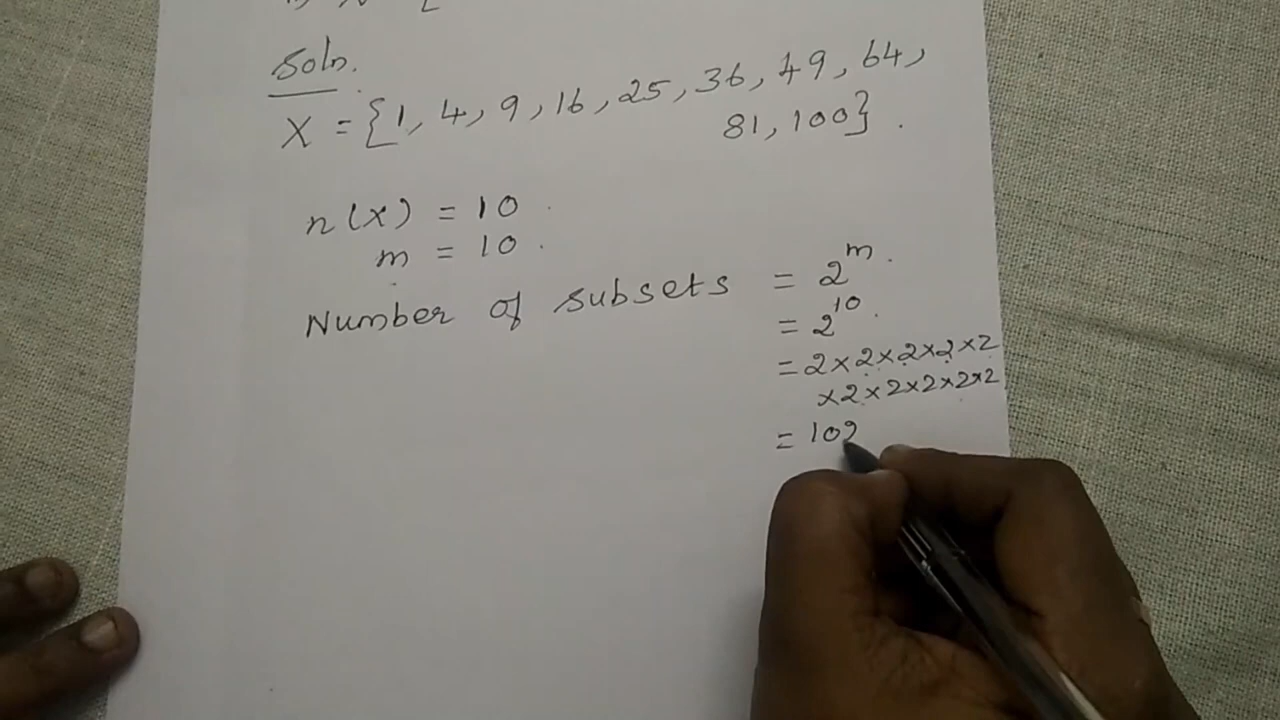 Soln.
X = {1, 4, 9, 16, 25, 36, 49, 64,
81, 100}.
n(X) = 10
m = 10.
Number of subsets = 2^m.
= 2^10.
= 2×2×2×2×2
×2×2×2×2×2
= 102